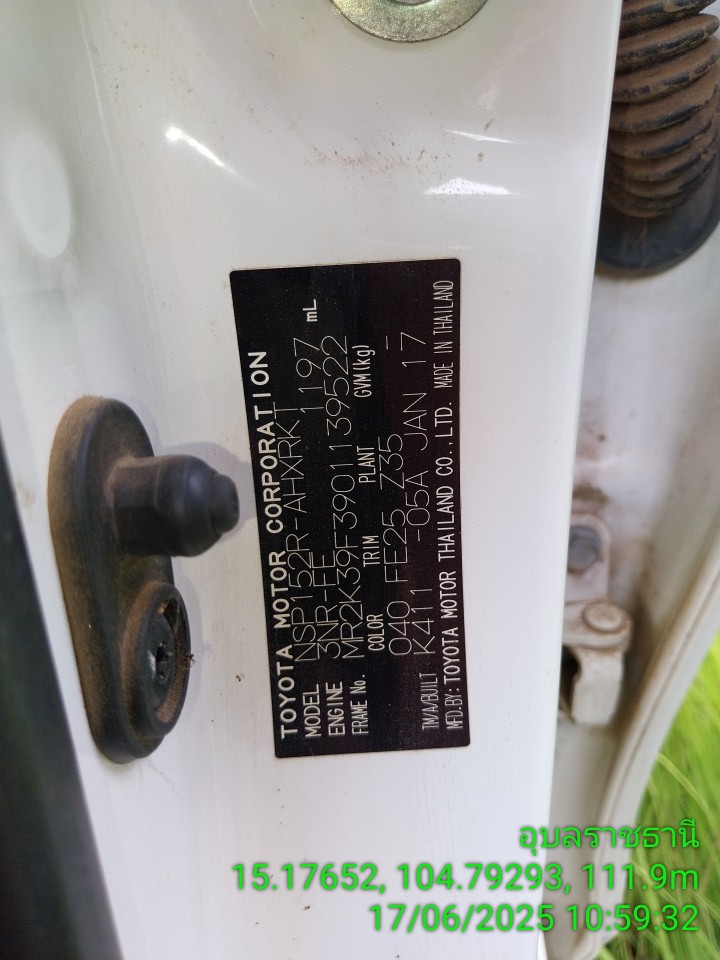 TOYOTA MOTOR CORPORATION
MODEL NSP152R-AHXRKT
ENGINE 3NR-FE 1197 mL
FRAME No. MR2K39F3901139522
COLOR TRIM PLANT GVM(kg)
040 FE25 Z35 -
TM/A/BUILT K411 -05A JAN 17
MFD.BY: TOYOTA MOTOR THAILAND CO.,LTD. MADE IN THAILAND
อุบลราชธานี
15.17652, 104.79293, 111.9m
17/06/2025 10:59:32